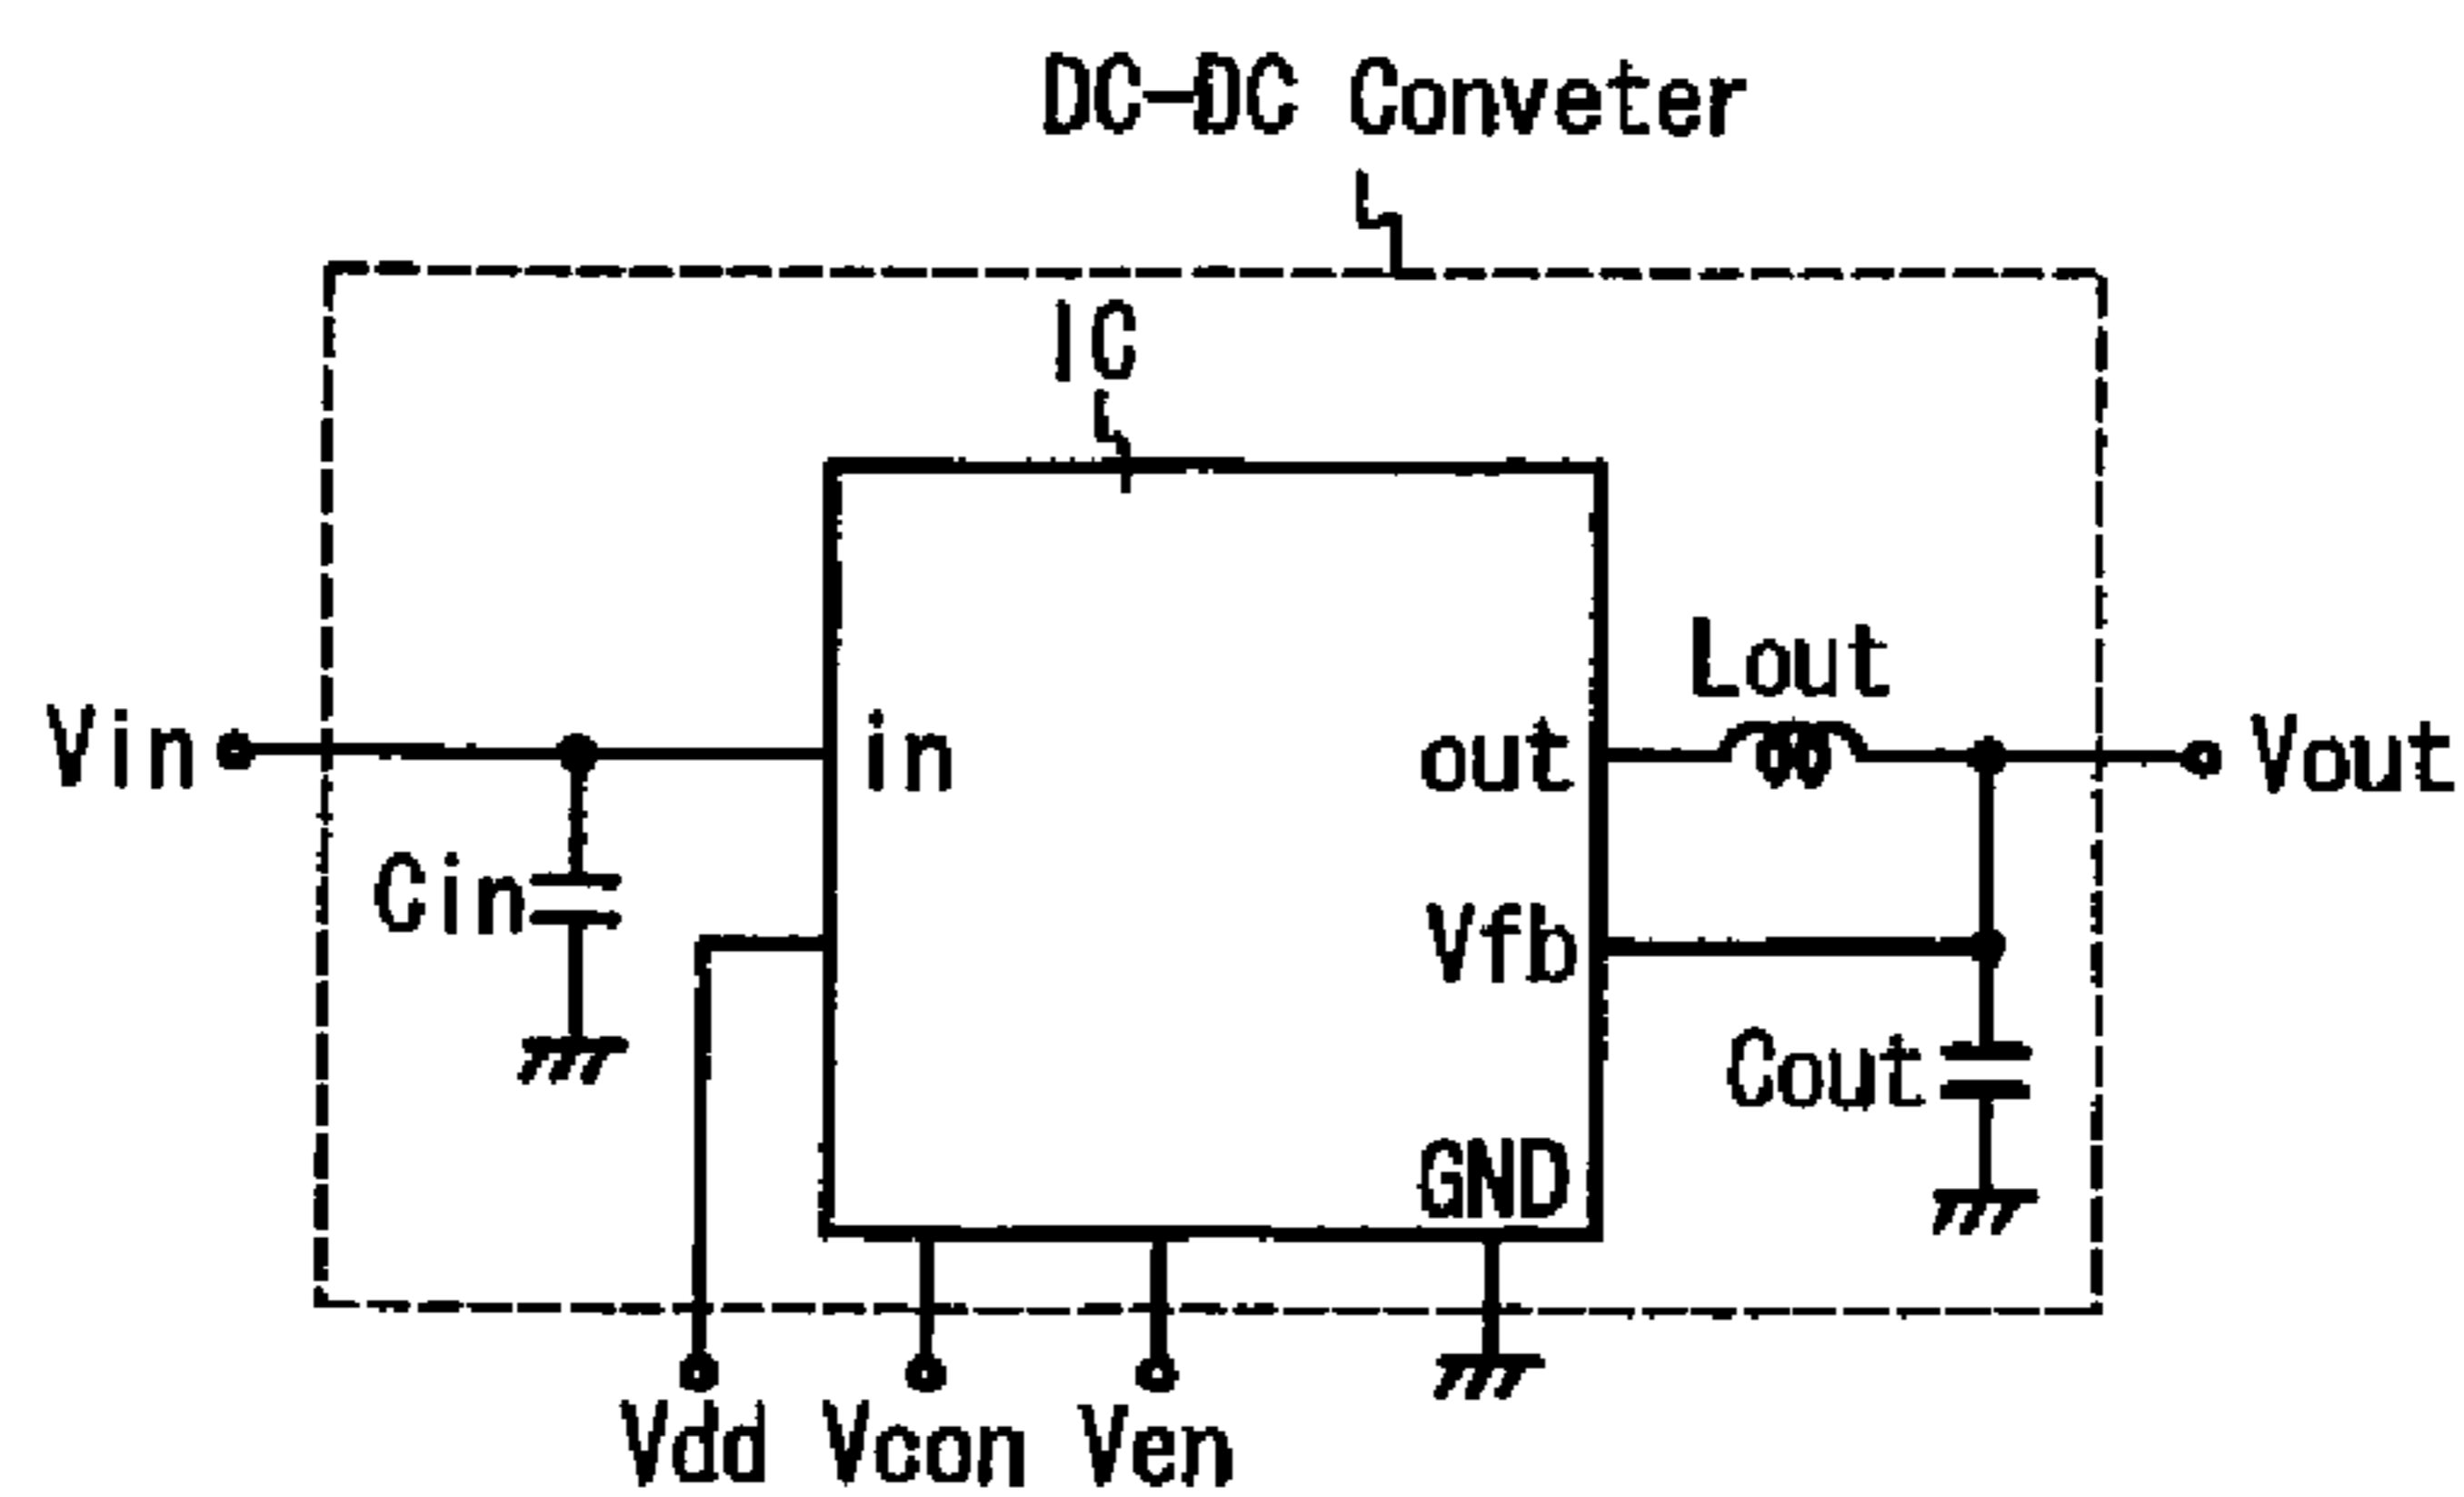 DC-DC Conveter
IC
Lout
Vin
in
out
Vout
Cin
Vfb
Cout
GND
Vdd Vcon Ven